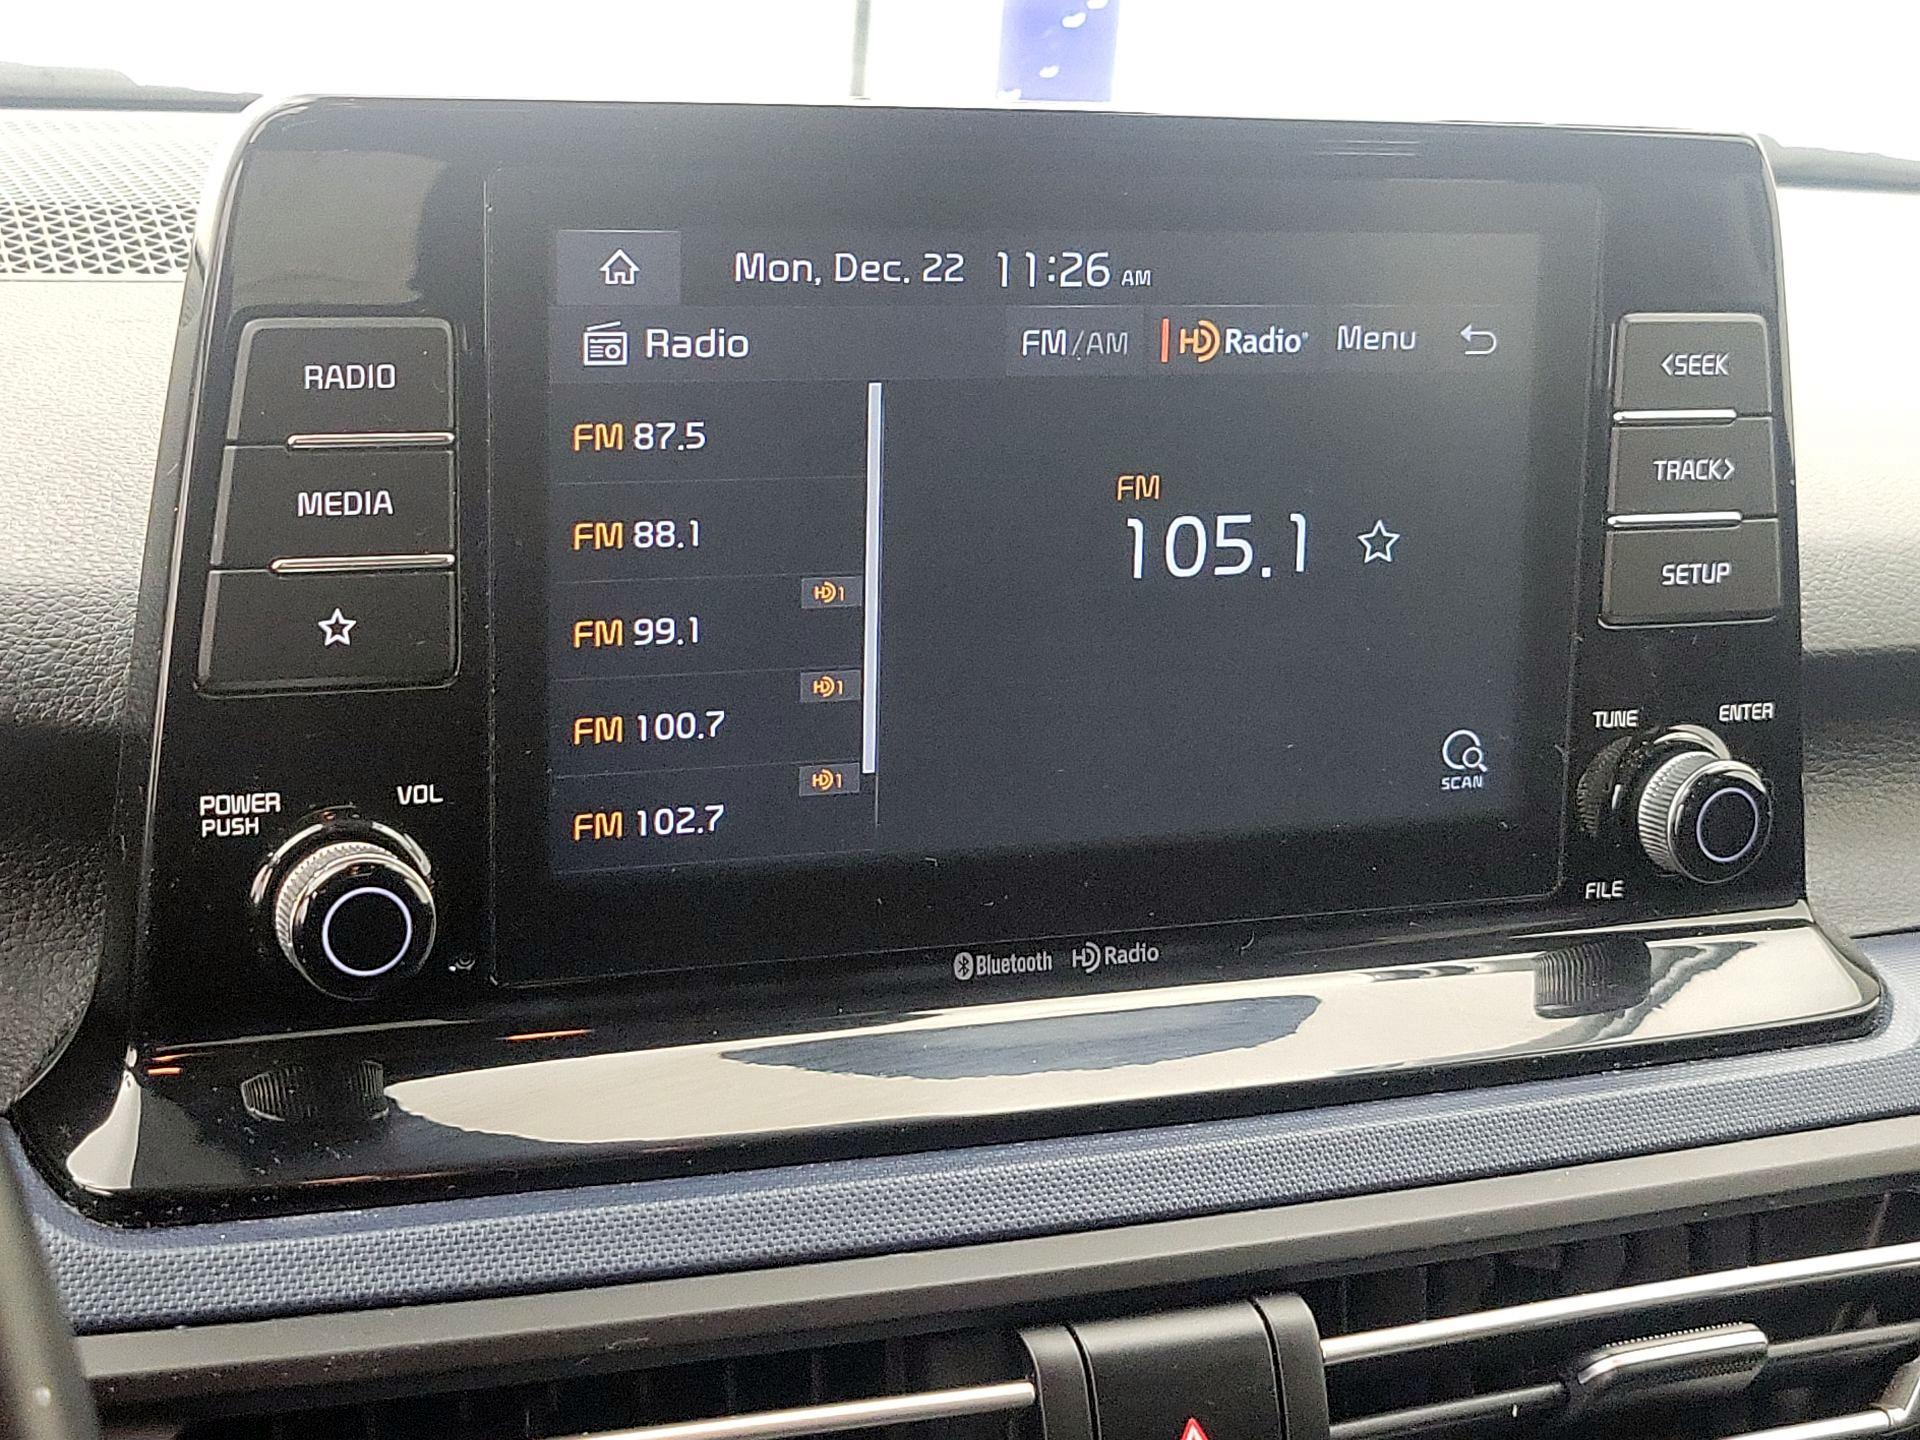 Mon, Dec. 22 11:26 AM
Radio FM/AM HD Radio® Menu
FM 87.5
FM 88.1
HD1
FM 99.1
HD1
FM 100.7
HD1
FM 102.7
FM
105.1
SCAN
RADIO
MEDIA
POWER
PUSH
VOL
<SEEK
TRACK>
SETUP
TUNE
ENTER
FILE
Bluetooth HD Radio